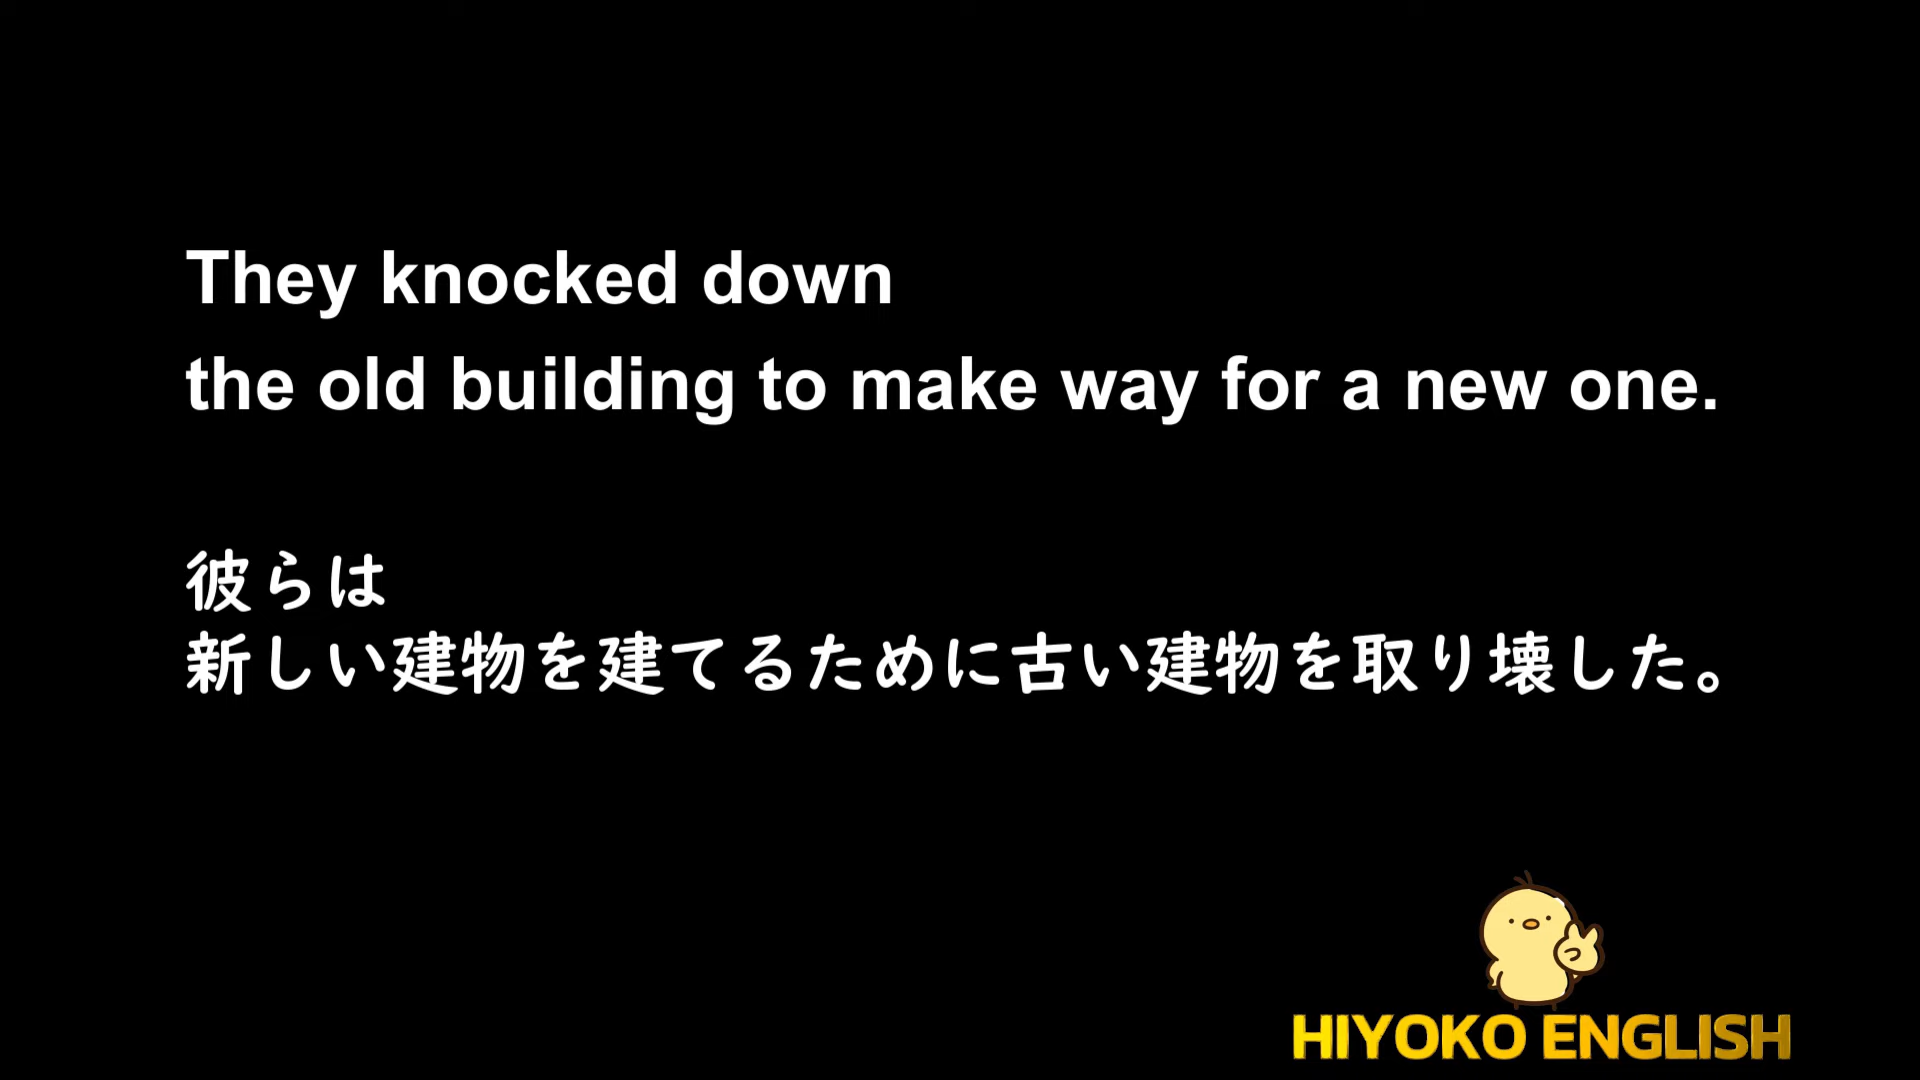 They knocked down
the old building to make way for a new one.
彼らは
新しい建物を建てるために古い建物を取り壊した。
HIYOKO ENGLISH